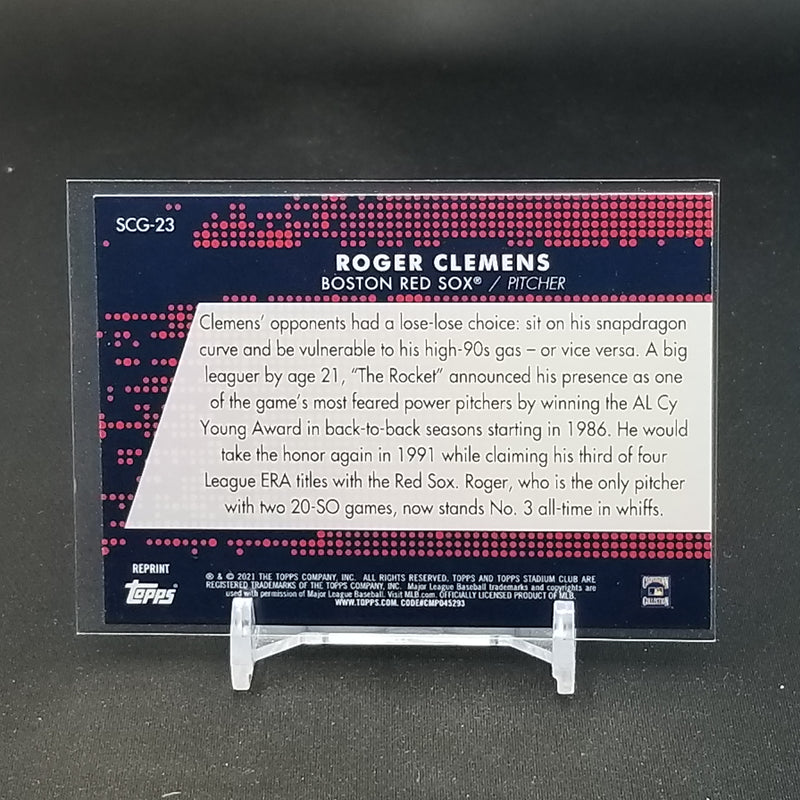 SCG-23
ROGER CLEMENS
BOSTON RED SOX® / PITCHER
Clemens' opponents had a lose-lose choice: sit on his snapdragon
curve and be vulnerable to his high-90s gas – or vice versa. A big
leaguer by age 21, "The Rocket" announced his presence as one
of the game's most feared power pitchers by winning the AL Cy
Young Award in back-to-back seasons starting in 1986. He would
take the honor again in 1991 while claiming his third of four
League ERA titles with the Red Sox. Roger, who is the only pitcher
with two 20-SO games, now stands No. 3 all-time in whiffs.
REPRINT
Topps®
® & © 2021 THE TOPPS COMPANY, INC. ALL RIGHTS RESERVED. TOPPS AND TOPPS STADIUM CLUB ARE
REGISTERED TRADEMARKS OF THE TOPPS COMPANY, INC. Major League Baseball trademarks and copyrights are
used with permission of Major League Baseball. Visit MLB.com. OFFICIALLY LICENSED PRODUCT OF MLB.
WWW.TOPPS.COM. CODE#CMP045293
COOPERSTOWN
COLLECTION